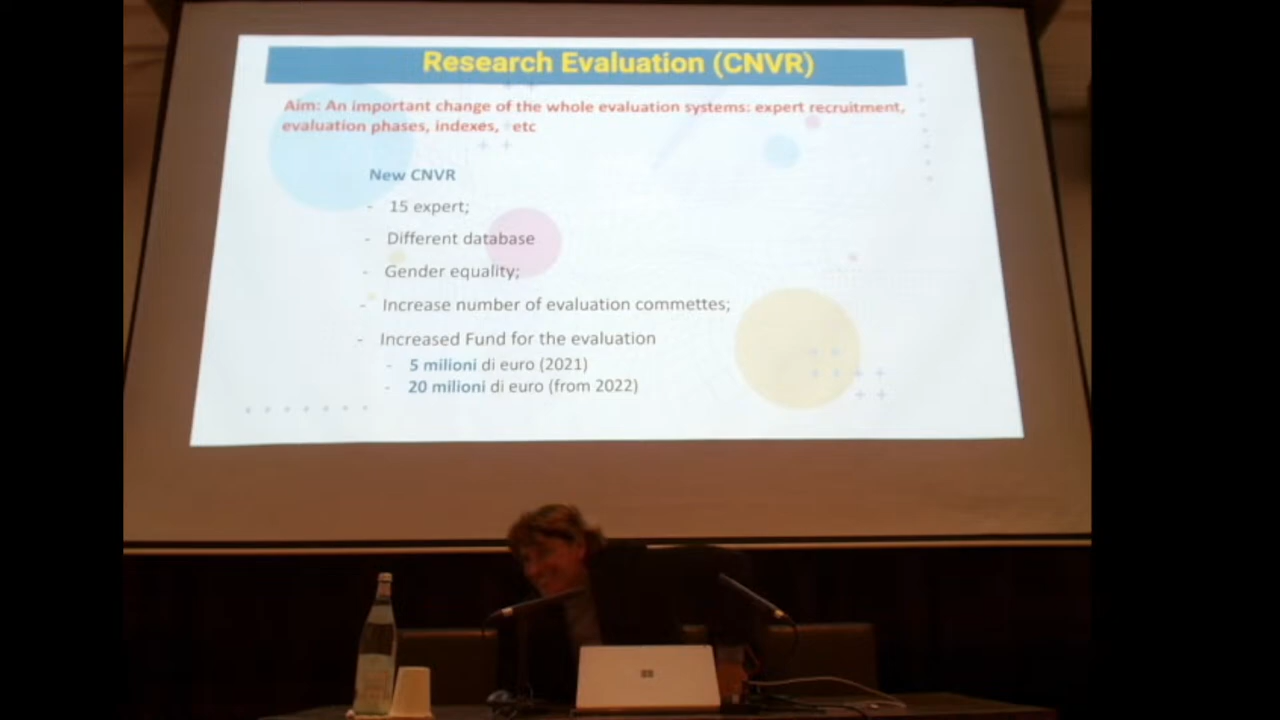 Research Evaluation (CNVR)
Aim: An important change of the whole evaluation systems: expert recruitment,
evaluation phases, indexes, etc
New CNVR
- 15 expert;
- Different database
- Gender equality;
- Increase number of evaluation commettes;
- Increased Fund for the evaluation
- 5 milioni di euro (2021)
- 20 milioni di euro (from 2022)